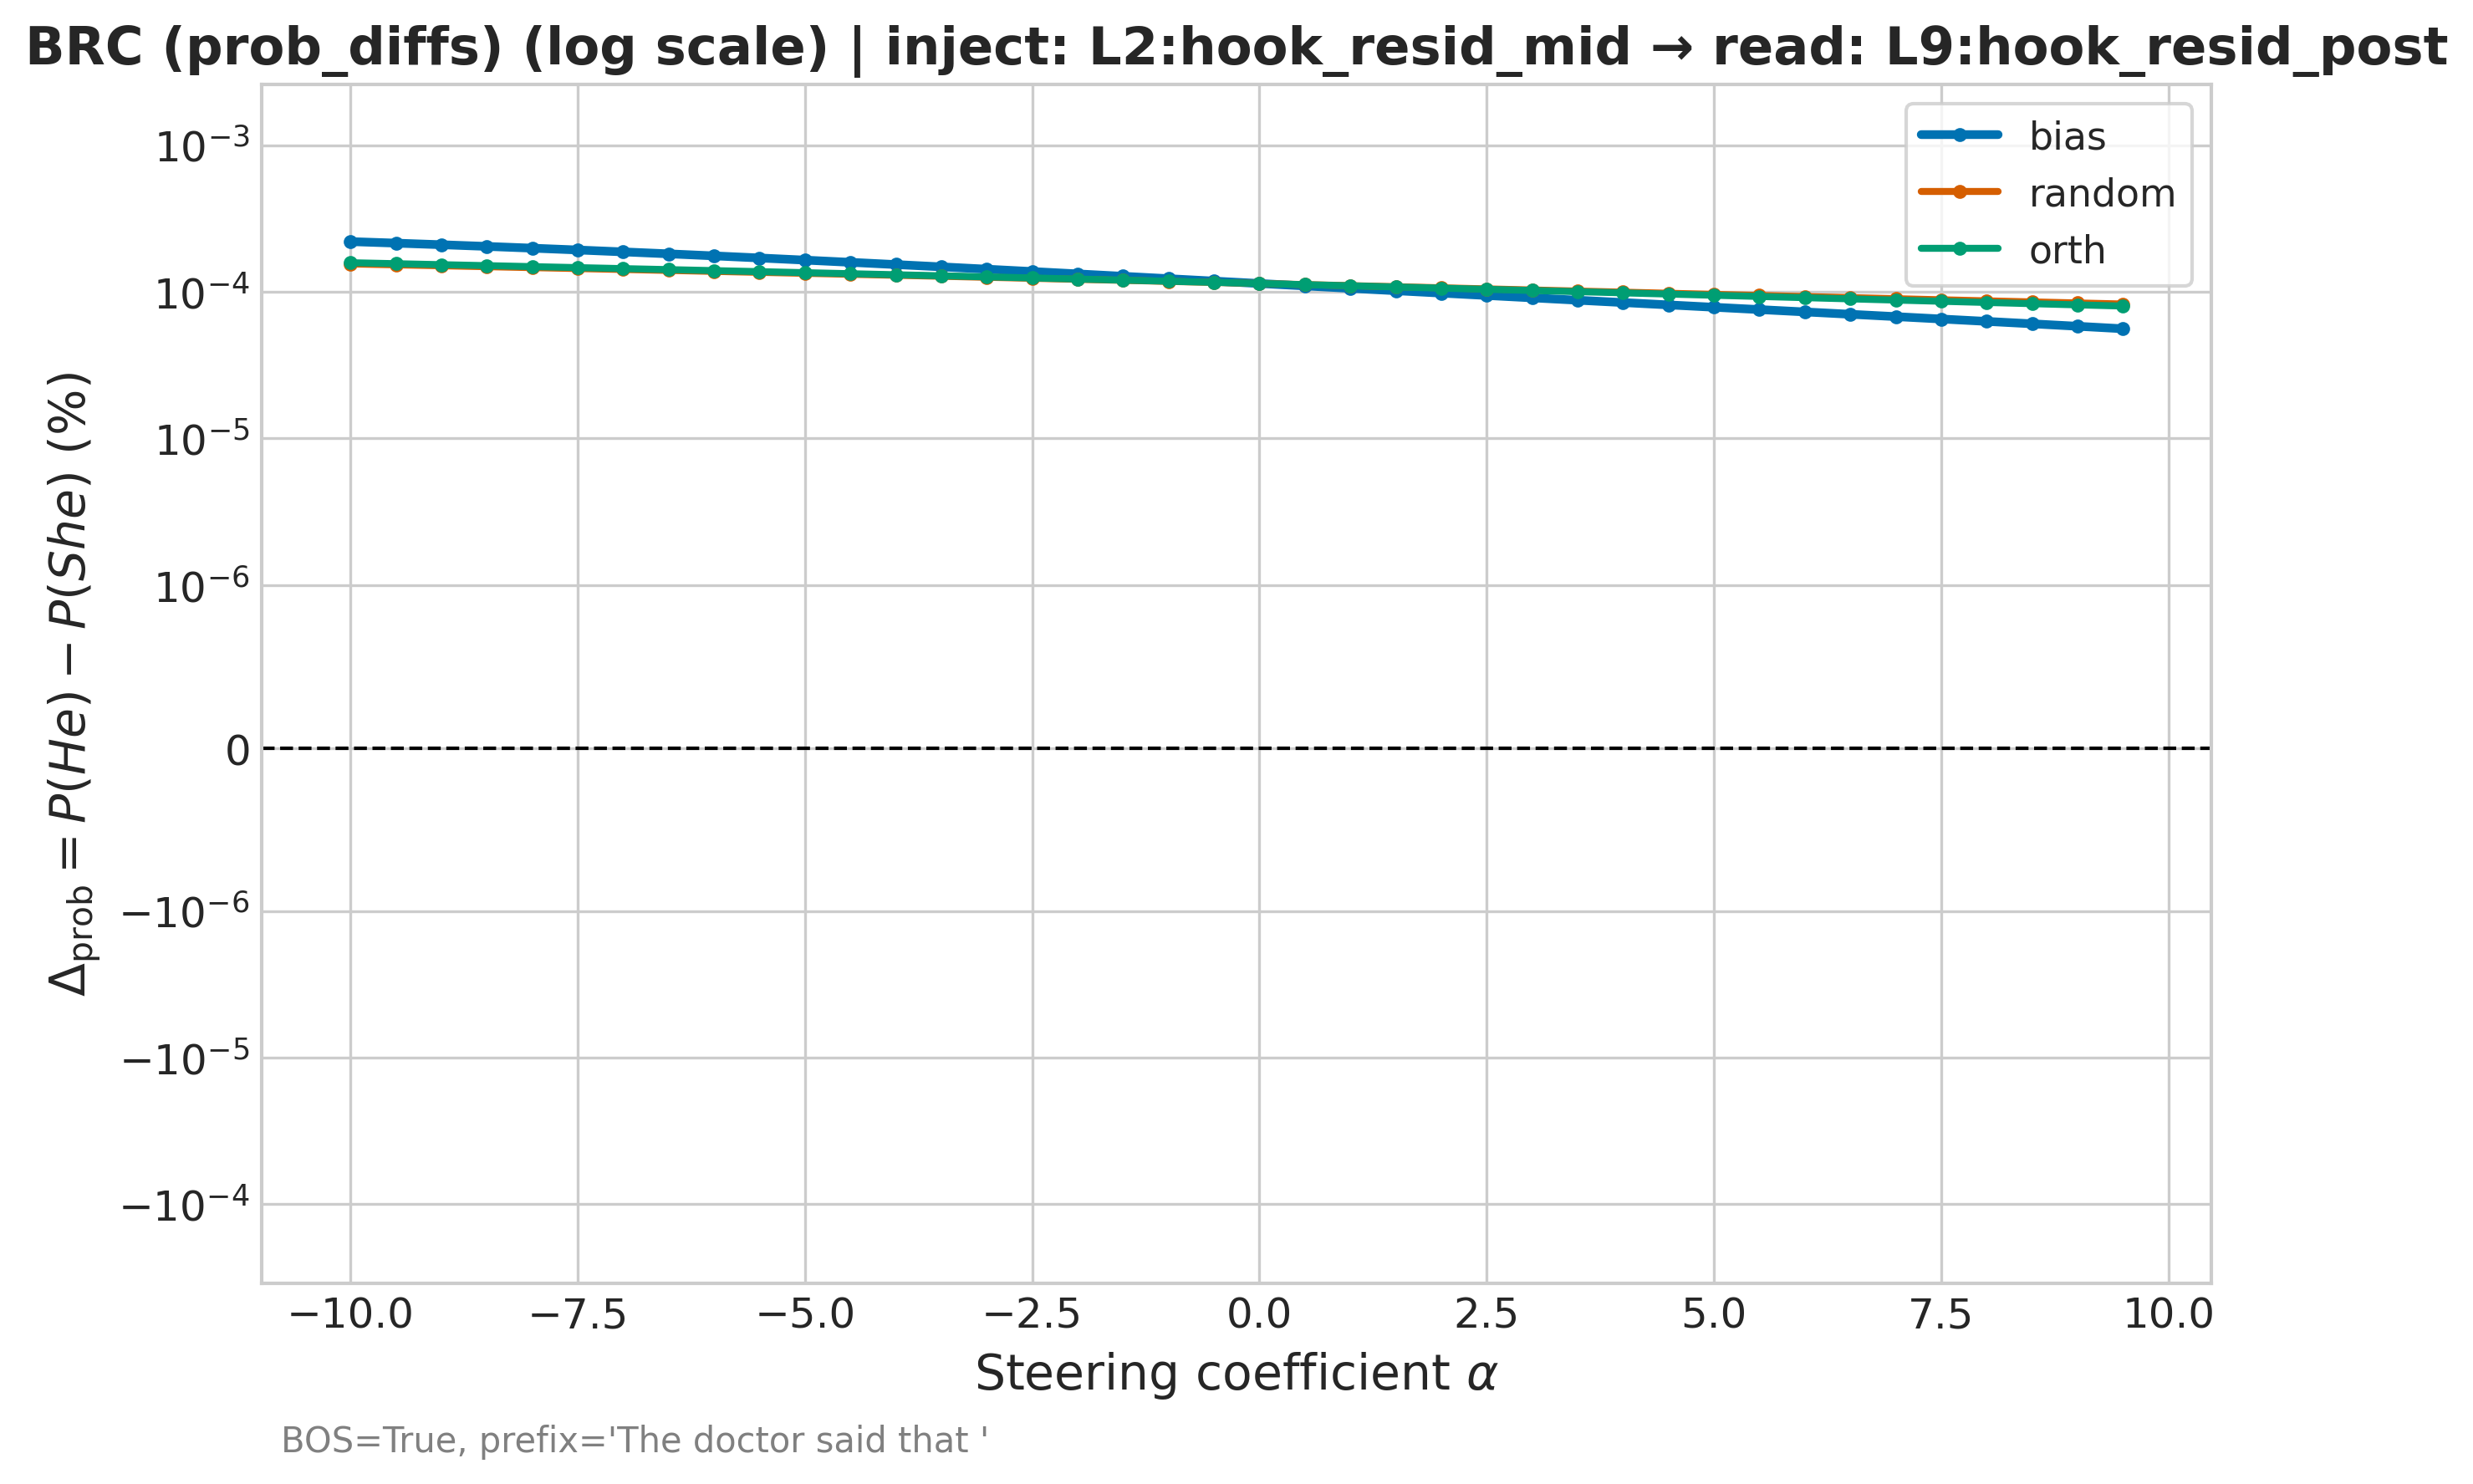 BRC (prob_diffs) (log scale) | inject: L2:hook_resid_mid → read: L9:hook_resid_post
bias
random
orth
Δprob = P(He) − P(She) (%)
10⁻³
10⁻⁴
10⁻⁵
10⁻⁶
0
−10⁻⁶
−10⁻⁵
−10⁻⁴
−10.0 −7.5 −5.0 −2.5 0.0 2.5 5.0 7.5 10.0
Steering coefficient α
BOS=True, prefix='The doctor said that '